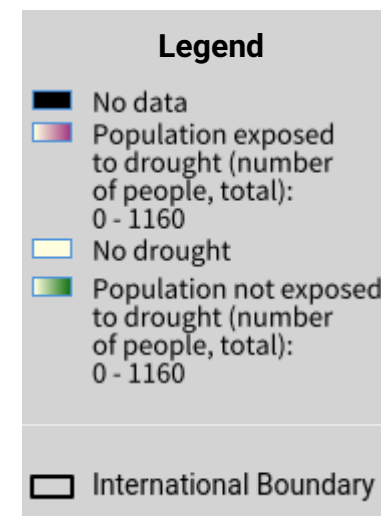 Legend
No data
Population exposed
to drought (number
of people, total):
0 - 1160
No drought
Population not exposed
to drought (number
of people, total):
0 - 1160
International Boundary